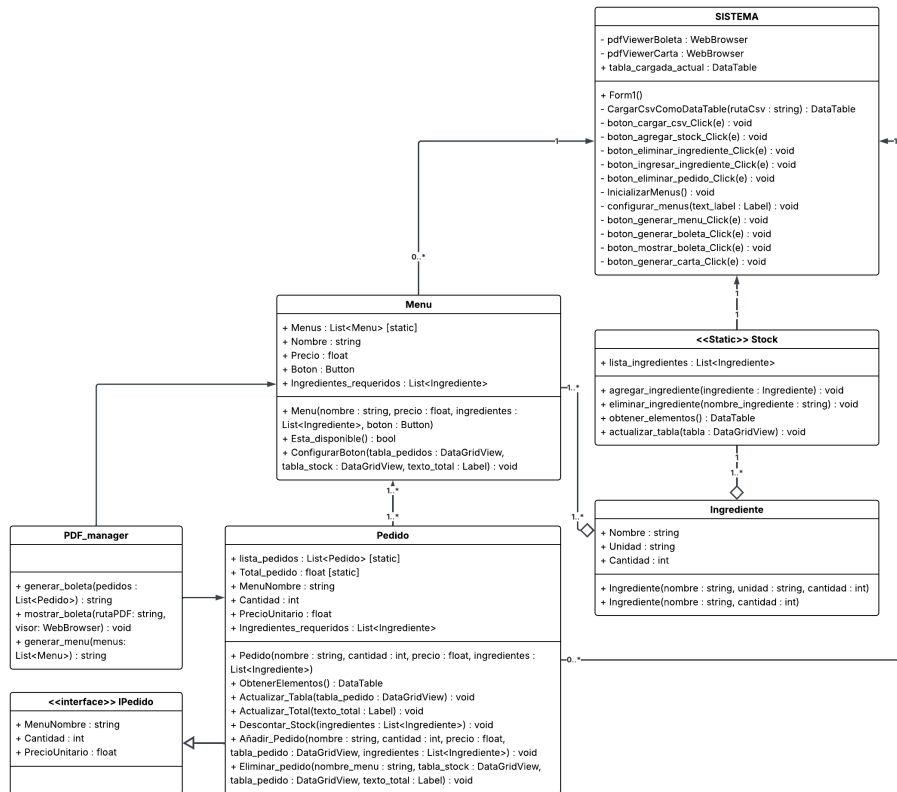 SISTEMA
- pdfViewerBoleta : WebBrowser
- pdfViewerCarta : WebBrowser
+ tabla_cargada_actual : DataTable
+ Form1()
- CargarCsvComoDataTable(rutaCsv : string) : DataTable
- boton_cargar_csv_Click(e) : void
- boton_agregar_stock_Click(e) : void
- boton_eliminar_ingrediente_Click(e) : void
- boton_ingresar_ingrediente_Click(e) : void
- boton_eliminar_pedido_Click(e) : void
- InicializarMenus() : void
- configurar_menus(text_label : Label) : void
- boton_generar_menu_Click(e) : void
- boton_generar_boleta_Click(e) : void
- boton_mostrar_boleta_Click(e) : void
- boton_generar_carta_Click(e) : void
1
1
0..*
1
1
Menu
+ Menus : List<Menu> [static]
+ Nombre : string
+ Precio : float
+ Boton : Button
+ Ingredientes_requeridos : List<Ingrediente>
+ Menu(nombre : string, precio : float, ingredientes :
List<Ingrediente>, boton : Button)
+ Esta_disponible() : bool
+ ConfigurarBoton(tabla_pedidos : DataGridView,
tabla_stock : DataGridView, texto_total : Label) : void
1..*
1..*
<<Static>> Stock
+ lista_ingredientes : List<Ingrediente>
+ agregar_ingrediente(ingrediente : Ingrediente) : void
+ eliminar_ingrediente(nombre_ingrediente : string) : void
+ obtener_elementos() : DataTable
+ actualizar_tabla(tabla : DataGridView) : void
1
1
Ingrediente
+ Nombre : string
+ Unidad : string
+ Cantidad : int
+ Ingrediente(nombre : string, unidad : string, cantidad : int)
+ Ingrediente(nombre : string, cantidad : int)
1..*
1..*
PDF_manager
+ generar_boleta(pedidos :
List<Pedido>) : string
+ mostrar_boleta(rutaPDF: string,
visor: WebBrowser) : void
+ generar_menu(menus:
List<Menu>) : string
Pedido
+ lista_pedidos : List<Pedido> [static]
+ Total_pedido : float [static]
+ MenuNombre : string
+ Cantidad : int
+ PrecioUnitario : float
+ Ingredientes_requeridos : List<Ingrediente>
+ Pedido(nombre : string, cantidad : int, precio : float, ingredientes :
List<Ingrediente>)
+ ObtenerElementos() : DataTable
+ Actualizar_Tabla(tabla_pedido : DataGridView) : void
+ Actualizar_Total(texto_total : Label) : void
+ Descontar_Stock(ingredientes : List<Ingrediente>) : void
+ Añadir_Pedido(nombre : string, cantidad : int, precio : float,
tabla_pedido : DataGridView, ingredientes : List<Ingrediente>) : void
+ Eliminar_pedido(nombre_menu : string, tabla_stock : DataGridView,
tabla_pedido : DataGridView, texto_total : Label) : void
0..*
<<interface>> IPedido
+ MenuNombre : string
+ Cantidad : int
+ PrecioUnitario : float